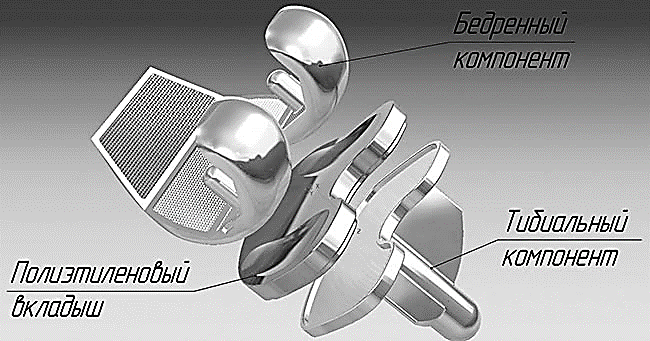 Бедренный
компонент
Тибиальный
компонент
Полиэтиленовый
вкладыш